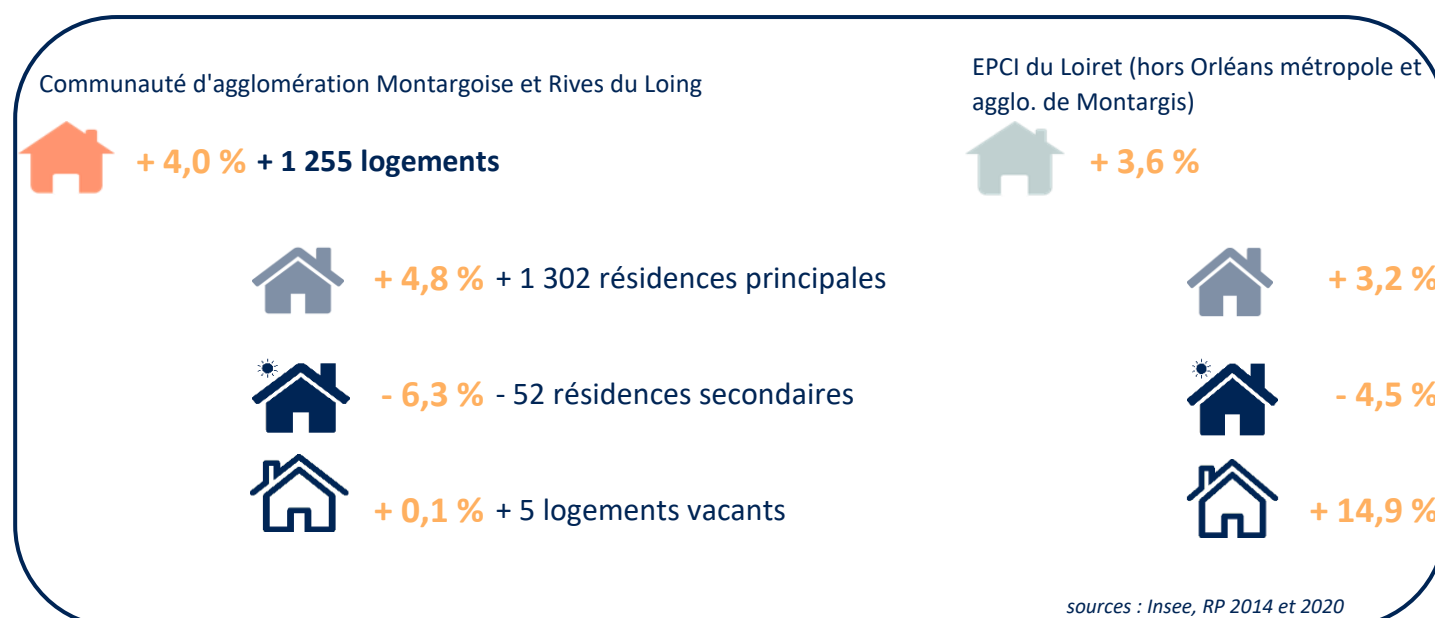 Communauté d'agglomération Montargoise et Rives du Loing
+ 4,0 % + 1 255 logements
+ 4,8 % + 1 302 résidences principales
- 6,3 % - 52 résidences secondaires
+ 0,1 % + 5 logements vacants
EPCI du Loiret (hors Orléans métropole et
agglo. de Montargis)
+ 3,6 %
+ 3,2 %
- 4,5 %
+ 14,9 %
sources : Insee, RP 2014 et 2020